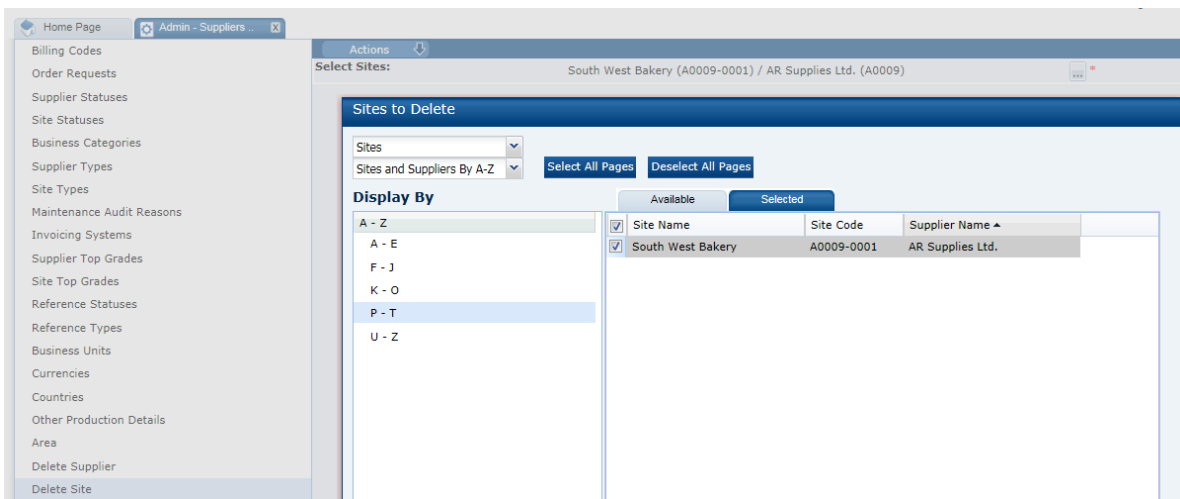 Home Page
Admin - Suppliers ..
Billing Codes
Order Requests
Supplier Statuses
Site Statuses
Business Categories
Supplier Types
Site Types
Maintenance Audit Reasons
Invoicing Systems
Supplier Top Grades
Site Top Grades
Reference Statuses
Reference Types
Business Units
Currencies
Countries
Other Production Details
Area
Delete Supplier
Delete Site
Actions
Select Sites: South West Bakery (A0009-0001) / AR Supplies Ltd. (A0009) ... *
Sites to Delete
Sites
Sites and Suppliers By A-Z
Select All Pages Deselect All Pages
Display By
A - Z
A - E
F - J
K - O
P - T
U - Z
Available Selected
Site Name Site Code Supplier Name
South West Bakery A0009-0001 AR Supplies Ltd.